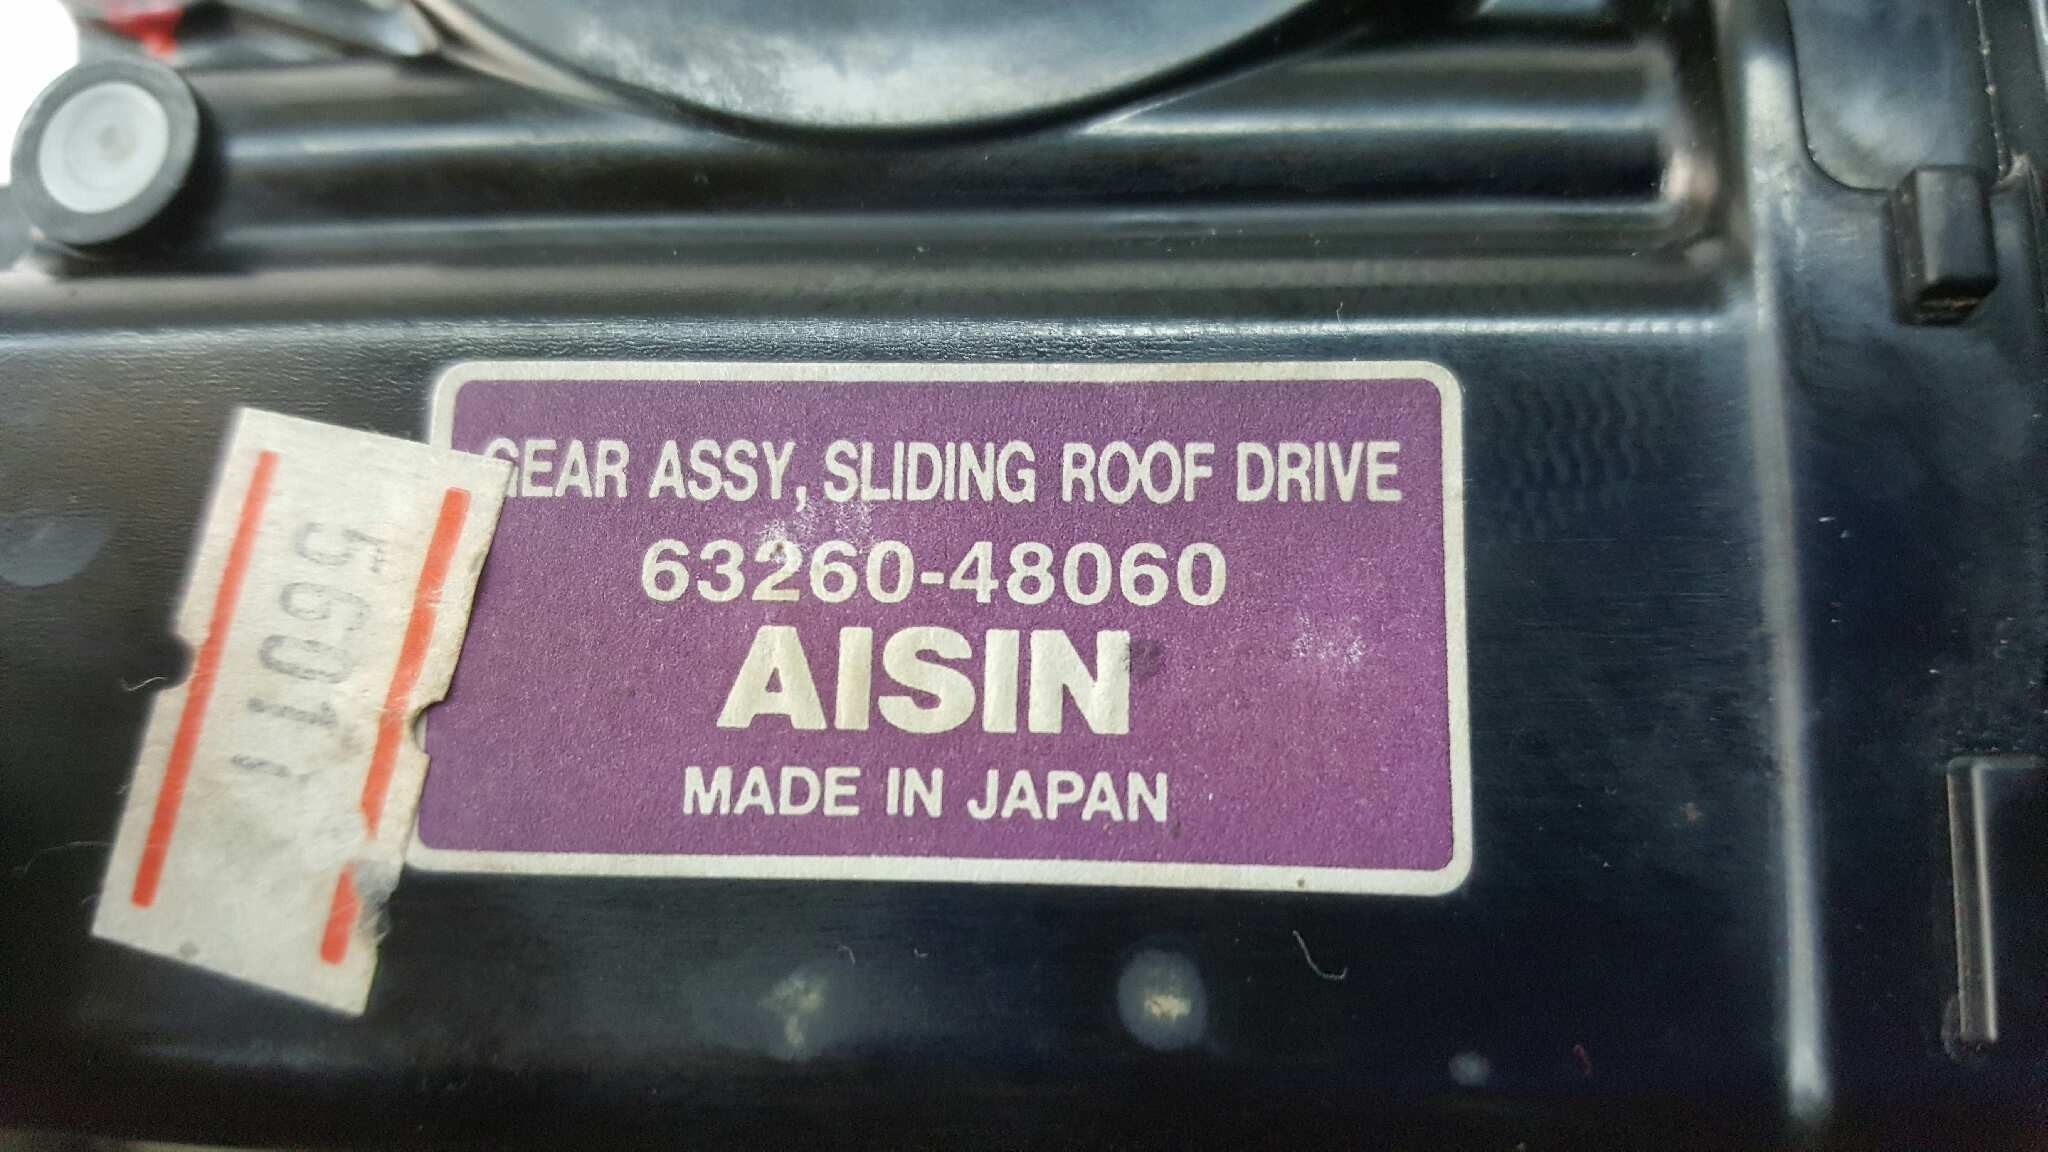 GEAR ASSY, SLIDING ROOF DRIVE
63260-48060
AISIN
MADE IN JAPAN